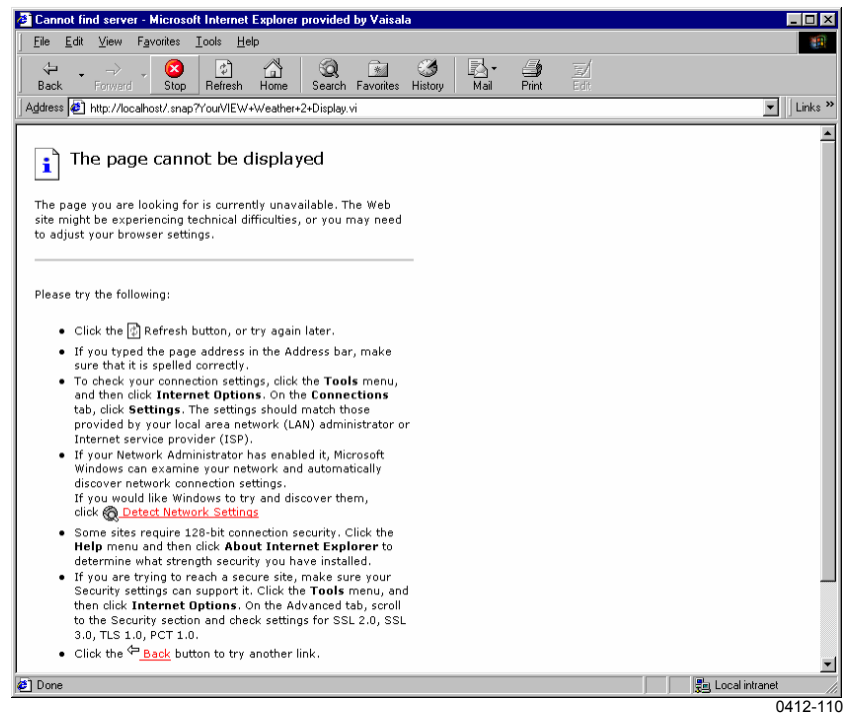 Cannot find server - Microsoft Internet Explorer provided by Vaisala
File Edit View Favorites Tools Help
Back Forward Stop Refresh Home Search Favorites History Mail Print Edit
Address http://localhost/.snap?YourVIEW+Weather+2+Display.vi Links »
The page cannot be displayed
The page you are looking for is currently unavailable. The Web
site might be experiencing technical difficulties, or you may need
to adjust your browser settings.
Please try the following:
• Click the Refresh button, or try again later.
• If you typed the page address in the Address bar, make
sure that it is spelled correctly.
• To check your connection settings, click the Tools menu,
and then click Internet Options. On the Connections
tab, click Settings. The settings should match those
provided by your local area network (LAN) administrator or
Internet service provider (ISP).
• If your Network Administrator has enabled it, Microsoft
Windows can examine your network and automatically
discover network connection settings.
If you would like Windows to try and discover them,
click Detect Network Settings
• Some sites require 128-bit connection security. Click the
Help menu and then click About Internet Explorer to
determine what strength security you have installed.
• If you are trying to reach a secure site, make sure your
Security settings can support it. Click the Tools menu, and
then click Internet Options. On the Advanced tab, scroll
to the Security section and check settings for SSL 2.0, SSL
3.0, TLS 1.0, PCT 1.0.
• Click the Back button to try another link.
Done Local intranet
0412-110